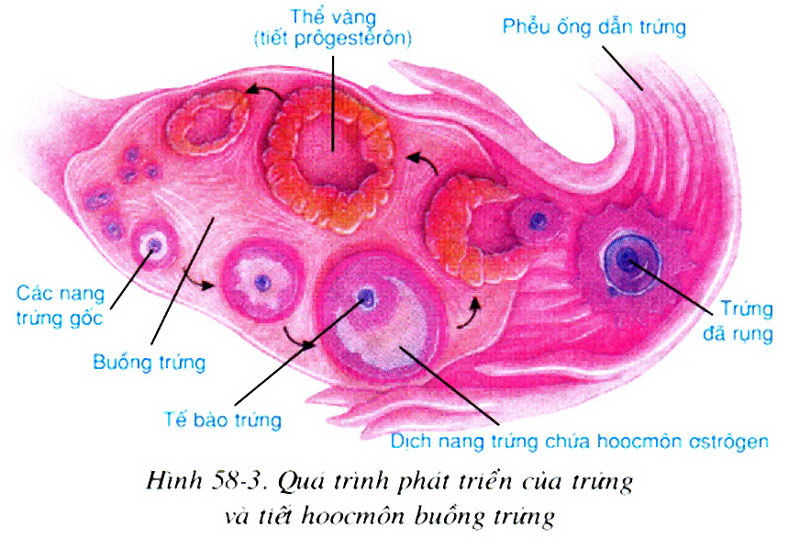 Thể vàng
(tiết prôgestêrôn)
Phễu ống dẫn trứng
Các nang
trứng gốc
Buồng trứng
Tế bào trứng
Dịch nang trứng chứa hoocmôn ơstrôgen
Trứng
đã rụng
Hình 58-3. Quá trình phát triển của trứng
và tiết hoocmôn buồng trứng